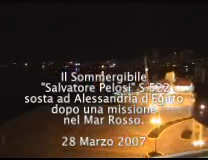 Il Sommergibile
"Salvatore Pelosi" S 522
sosta ad Alessandria d'Egitto
dopo una missione
nel Mar Rosso.
28 Marzo 2007